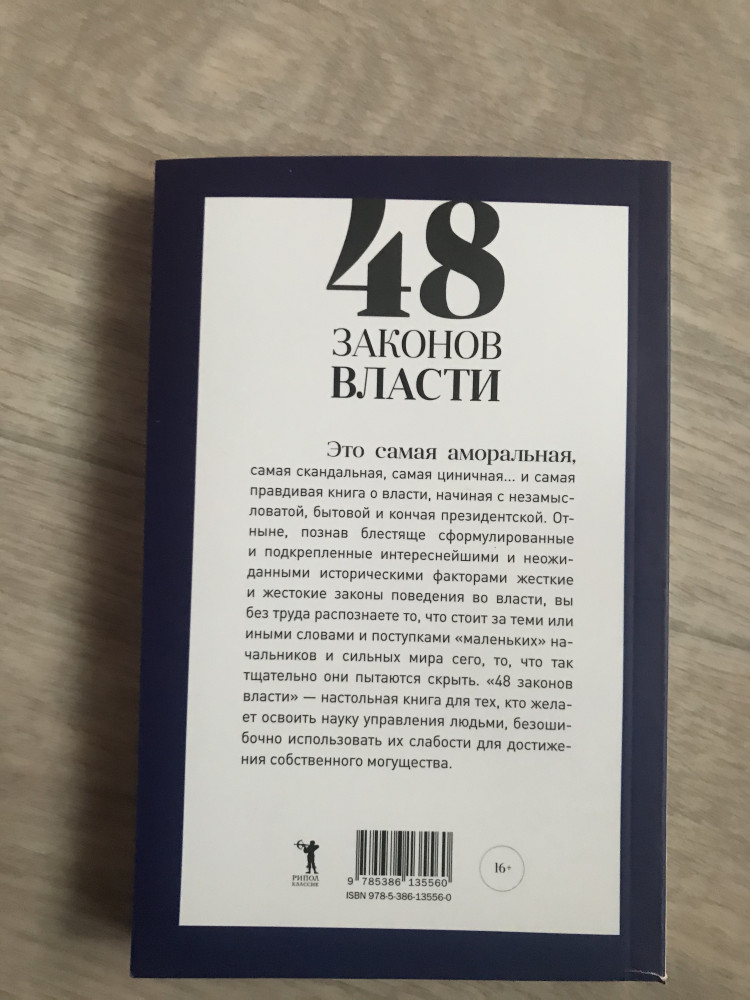 48
ЗАКОНОВ
ВЛАСТИ
Это самая аморальная,
самая скандальная, самая циничная... и самая
правдивая книга о власти, начиная с незамыс-
ловатой, бытовой и кончая президентской. От-
ныне, познав блестяще сформулированные
и подкрепленные интереснейшими и неожи-
данными историческими факторами жесткие
и жестокие законы поведения во власти, вы
без труда распознаете то, что стоит за теми или
иными словами и поступками «маленьких» на-
чальников и сильных мира сего, то, что так
тщательно они пытаются скрыть. «48 законов
власти» — настольная книга для тех, кто жела-
ет освоить науку управления людьми, безоши-
бочно использовать их слабости для достиже-
ния собственного могущества.
РИПОЛ
КЛАССИК
9 785386 135560
ISBN 978-5-386-13556-0
16+